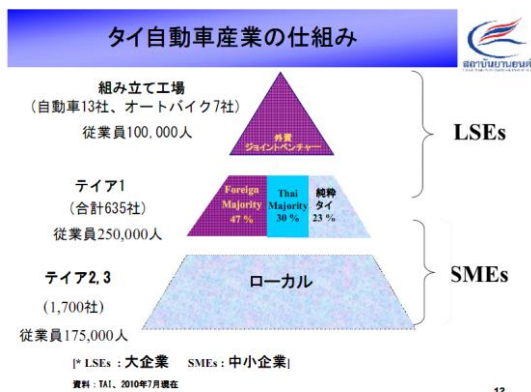 タイ自動車産業の仕組み
สถาบันยานยนต์
組み立て工場
(自動車13社、オートバイク7社)
従業員100,000人
外資
ジョイントベンチャー
LSEs
テイア1
(合計635社)
従業員250,000人
Foreign
Majority
47 %
Thai
Majority
30 %
純粋
タイ
23 %
テイア2, 3
(1,700社)
従業員175,000人
ローカル
SMEs
[* LSEs : 大企業 SMEs : 中小企業]
資料 : TAI、2010年7月現在
12